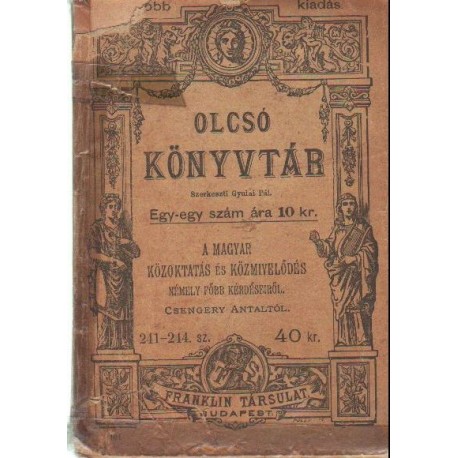 kiadás
OLCSÓ
KÖNYVTÁR
Szerkeszti Gyulai Pál.
Egy-egy szám ára 10 kr.
A MAGYAR
KÖZOKTATÁS ÉS KÖZMIVELŐDÉS
NÉMELY FŐBB KÉRDÉSEIRŐL.
CSENGERY ANTALTÓL.
241-244. sz. 40 kr.
FRANKLIN TÁRSULAT
BUDAPEST